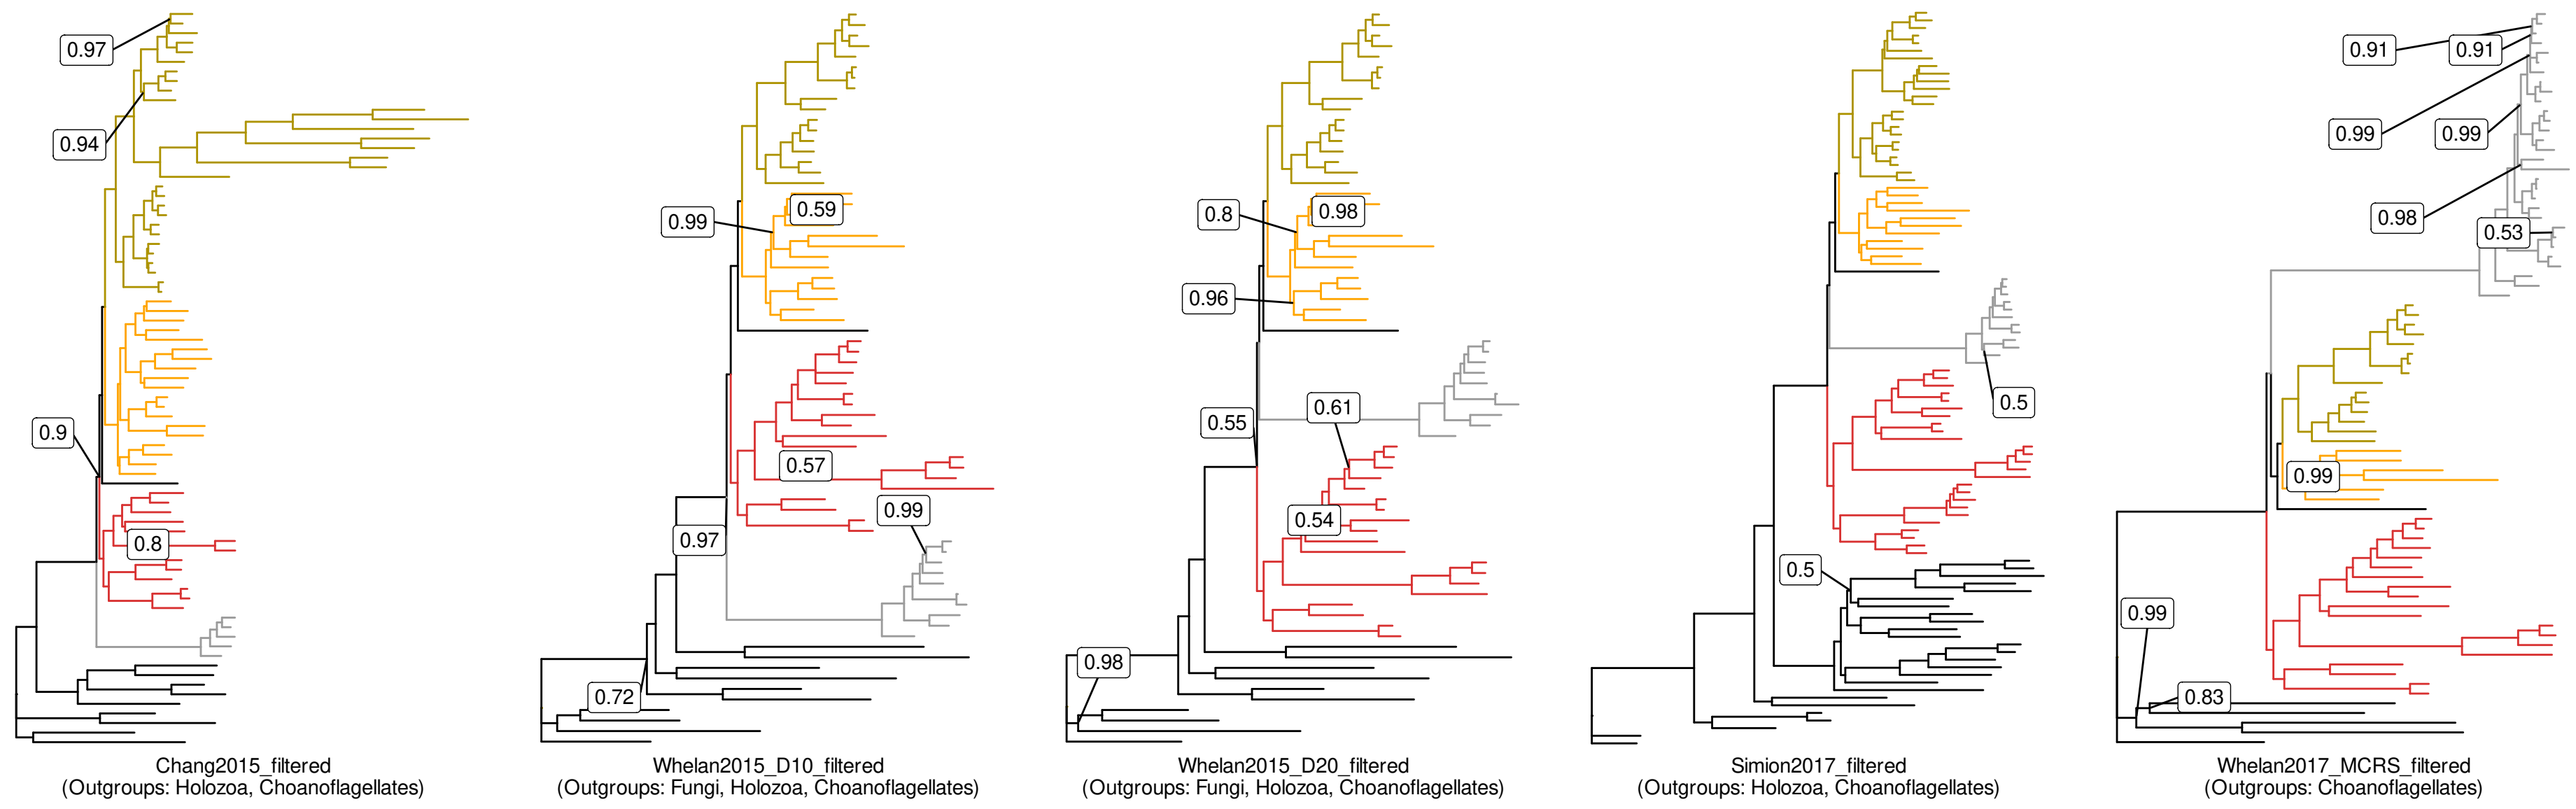 0.97
0.94
0.9
0.8
Chang2015_filtered
(Outgroups: Holozoa, Choanoflagellates)
0.99
0.59
0.57
0.99
0.97
0.72
Whelan2015_D10_filtered
(Outgroups: Fungi, Holozoa, Choanoflagellates)
0.8
0.98
0.96
0.55
0.61
0.54
0.98
Whelan2015_D20_filtered
(Outgroups: Fungi, Holozoa, Choanoflagellates)
0.5
0.5
Simion2017_filtered
(Outgroups: Holozoa, Choanoflagellates)
0.91
0.91
0.99
0.99
0.98
0.53
0.99
0.99
0.83
Whelan2017_MCRS_filtered
(Outgroups: Choanoflagellates)